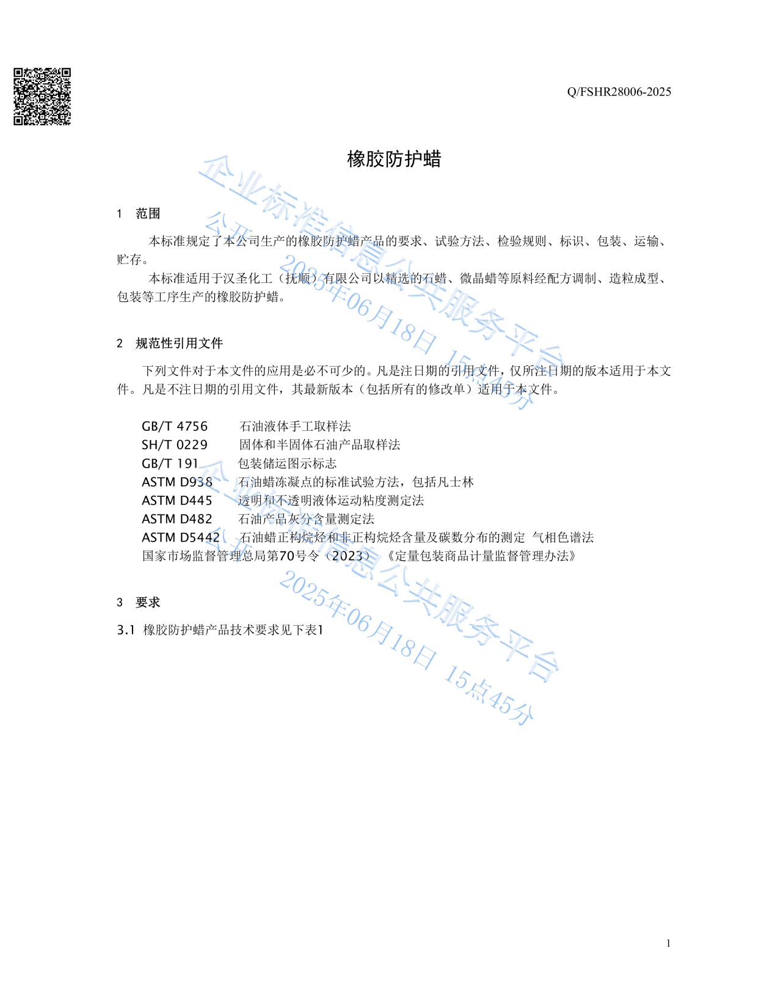 Q/FSHR28006-2025
橡胶防护蜡
1 范围
本标准规定了本公司生产的橡胶防护蜡产品的要求、试验方法、检验规则、标识、包装、运输、
贮存。
本标准适用于汉圣化工（抚顺）有限公司以精选的石蜡、微晶蜡等原料经配方调制、造粒成型、
包装等工序生产的橡胶防护蜡。
2 规范性引用文件
下列文件对于本文件的应用是必不可少的。凡是注日期的引用文件，仅所注日期的版本适用于本文
件。凡是不注日期的引用文件，其最新版本（包括所有的修改单）适用于本文件。
GB/T 4756 石油液体手工取样法
SH/T 0229 固体和半固体石油产品取样法
GB/T 191 包装储运图示标志
ASTM D938 石油蜡冻凝点的标准试验方法，包括凡士林
ASTM D445 透明和不透明液体运动粘度测定法
ASTM D482 石油产品灰分含量测定法
ASTM D5442 石油蜡正构烷烃和非正构烷烃含量及碳数分布的测定 气相色谱法
国家市场监督管理总局第70号令（2023） 《定量包装商品计量监督管理办法》
3 要求
3.1 橡胶防护蜡产品技术要求见下表1
企业标准信息公共服务平台
公开
2025年06月18日 15点45分
企业标准信息公共服务平台
公开
2025年06月18日 15点45分
1